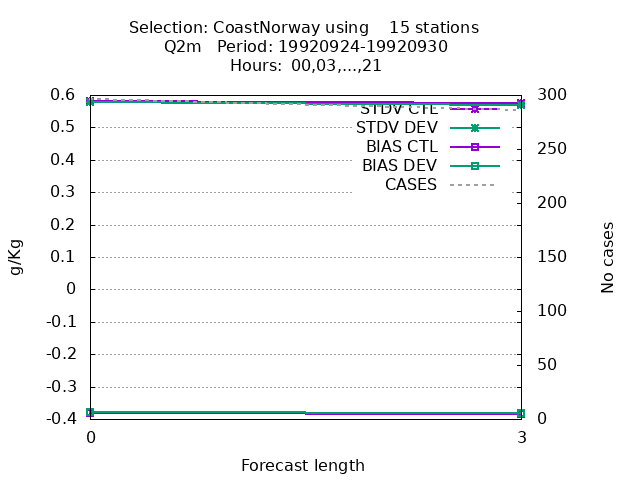 Selection: CoastNorway using 15 stations
Q2m Period: 19920924-19920930
Hours: 00,03,...,21
0.6
0.5
0.4
0.3
0.2
0.1
0
-0.1
-0.2
-0.3
-0.4
300
250
200
150
100
50
0
STDV CTL
STDV DEV
BIAS CTL
BIAS DEV
CASES
g/Kg
No cases
0 3
Forecast length